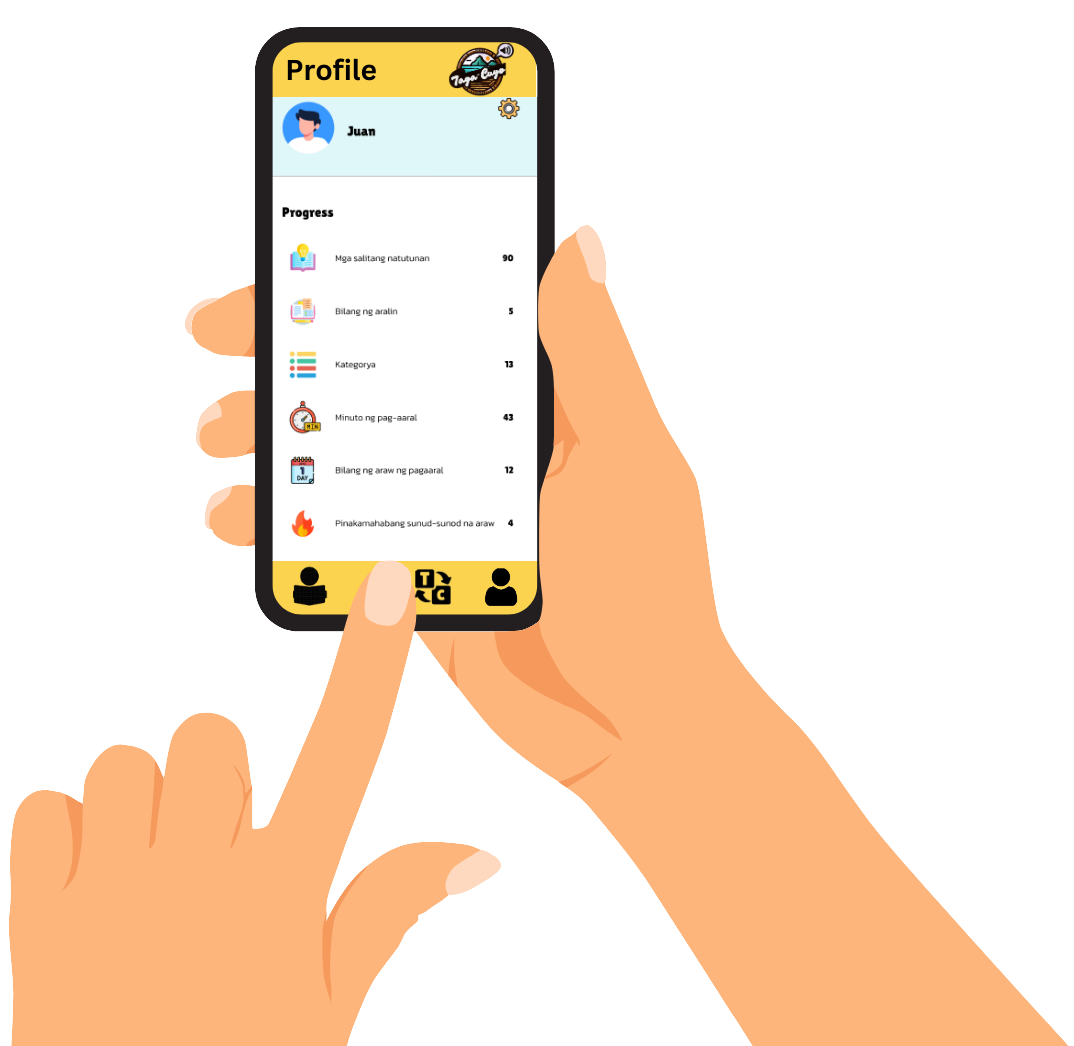 Profile
Taga Cuyo
Juan
Progress
Mga salitang natutunan 90
Bilang ng aralin 5
Kategorya 13
Minuto ng pag-aaral 43
MIN
Bilang ng araw ng pagaaral 12
1
DAY
Pinakamahabang sunud-sunod na araw 4
T
C